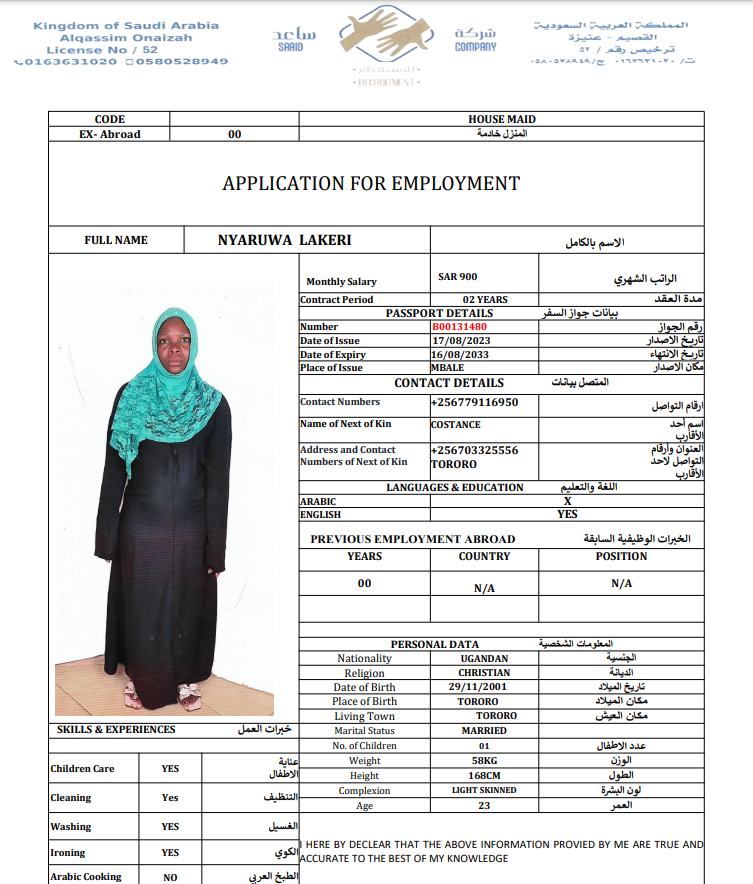 Kingdom of Saudi Arabia
Alqassim Onaizah
License No / 52
0163631020 0580528949
ساعد
SAAID
شركة
COMPANY
للاستقدام
RECRUITMENT
المملكة العربية السعودية
القصيم - عنيزة
ترخيص رقم / ٥٢
CODE HOUSE MAID
EX- Abroad 00 المنزل خادمة
APPLICATION FOR EMPLOYMENT
FULL NAME NYARUWA LAKERI الاسم بالكامل
Monthly Salary SAR 900 الراتب الشهري
Contract Period 02 YEARS مدة العقد
PASSPORT DETAILS بيانات جواز السفر
Number B00131480 رقم الجواز
Date of Issue 17/08/2023 تاريخ الاصدار
Date of Expiry 16/08/2033 تاريخ الانتهاء
Place of Issue MBALE مكان الاصدار
CONTACT DETAILS المتصل بيانات
Contact Numbers +256779116950 ارقام التواصل
Name of Next of Kin COSTANCE اسم أحد
الأقارب
Address and Contact +256703325556 العنوان وأرقام
Numbers of Next of Kin TORORO التواصل لاحد
الأقارب
LANGUAGES & EDUCATION اللغة والتعليم
ARABIC X
ENGLISH YES
PREVIOUS EMPLOYMENT ABROAD الخبرات الوظيفية السابقة
YEARS COUNTRY POSITION
00 N/A N/A
PERSONAL DATA المعلومات الشخصية
Nationality UGANDAN الجنسية
Religion CHRISTIAN الديانة
Date of Birth 29/11/2001 تاريخ الميلاد
Place of Birth TORORO مكان الميلاد
Living Town TORORO مكان العيش
Marital Status MARRIED
No. of Children 01 عدد الاطفال
Weight 58KG الوزن
Height 168CM الطول
Complexion LIGHT SKINNED لون البشرة
Age 23 العمر
SKILLS & EXPERIENCES خبرات العمل
Children Care YES عناية
الاطفال
Cleaning Yes التنظيف
Washing YES الغسيل
Ironing YES الكوي
Arabic Cooking NO الطبخ العربي
I HERE BY DECLEAR THAT THE ABOVE INFORMATION PROVIED BY ME ARE TRUE AND
ACCURATE TO THE BEST OF MY KNOWLEDGE